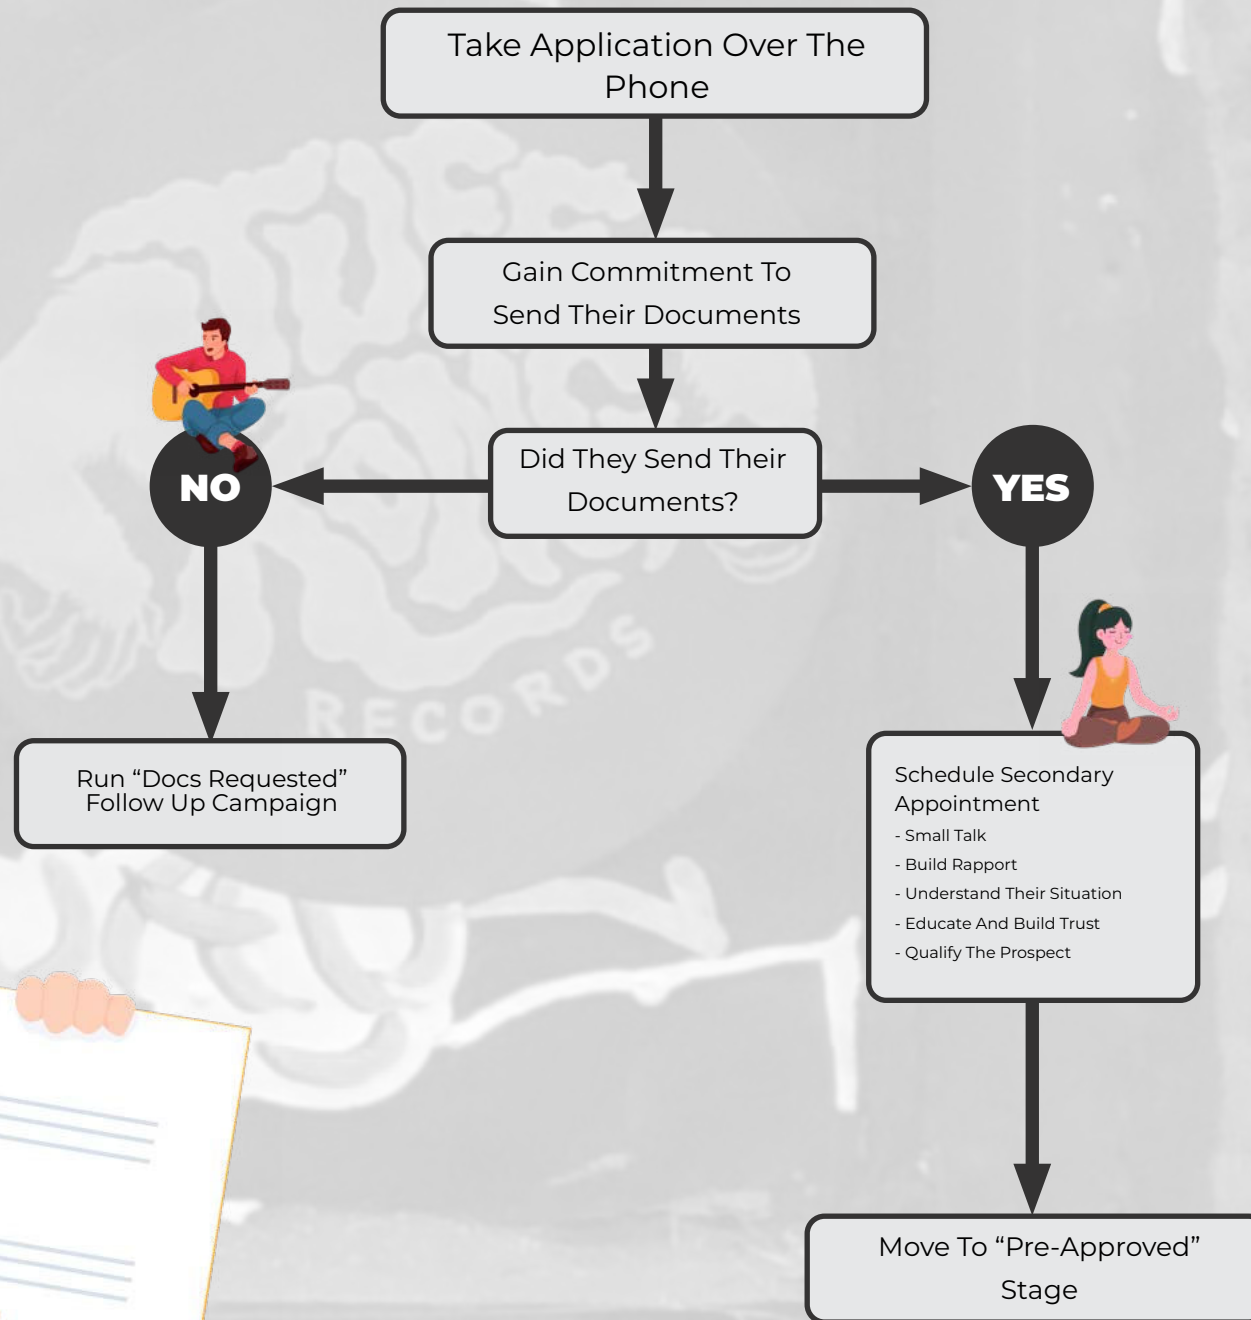 Take Application Over The
Phone
Gain Commitment To
Send Their Documents
Did They Send Their
Documents?
NO
YES
Run “Docs Requested”
Follow Up Campaign
Schedule Secondary
Appointment
- Small Talk
- Build Rapport
- Understand Their Situation
- Educate And Build Trust
- Qualify The Prospect
Move To “Pre-Approved”
Stage
RECORDS